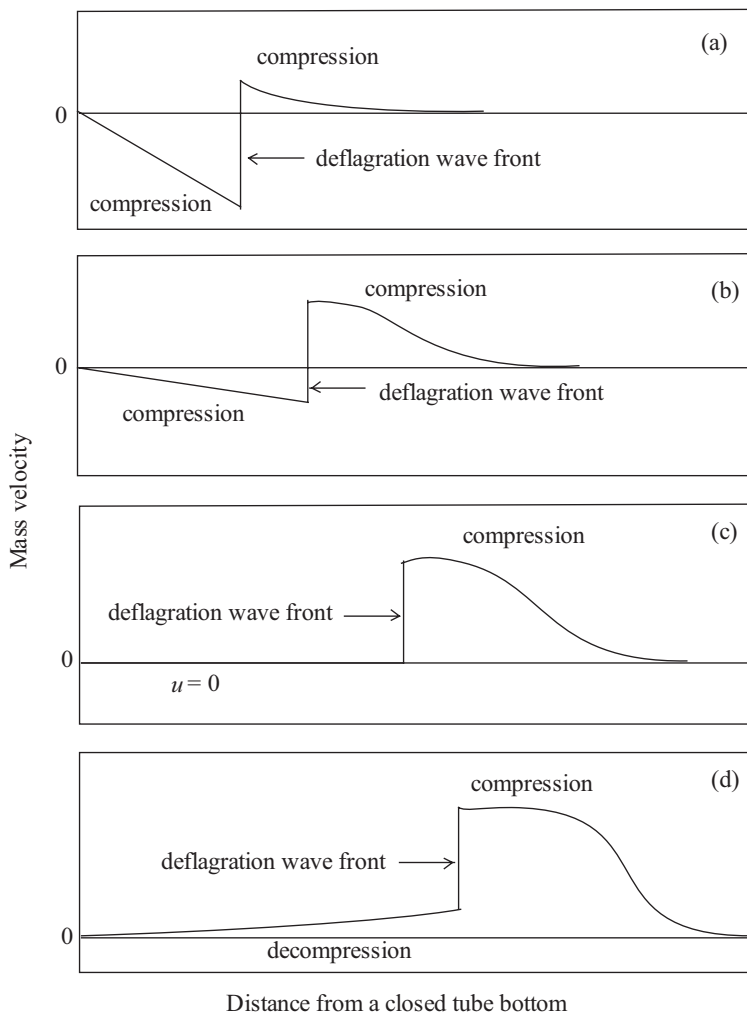 (a)
compression
0
deflagration wave front
compression
(b)
compression
0
deflagration wave front
compression
Mass velocity
(c)
compression
deflagration wave front
0
u = 0
(d)
compression
deflagration wave front
0
decompression
Distance from a closed tube bottom